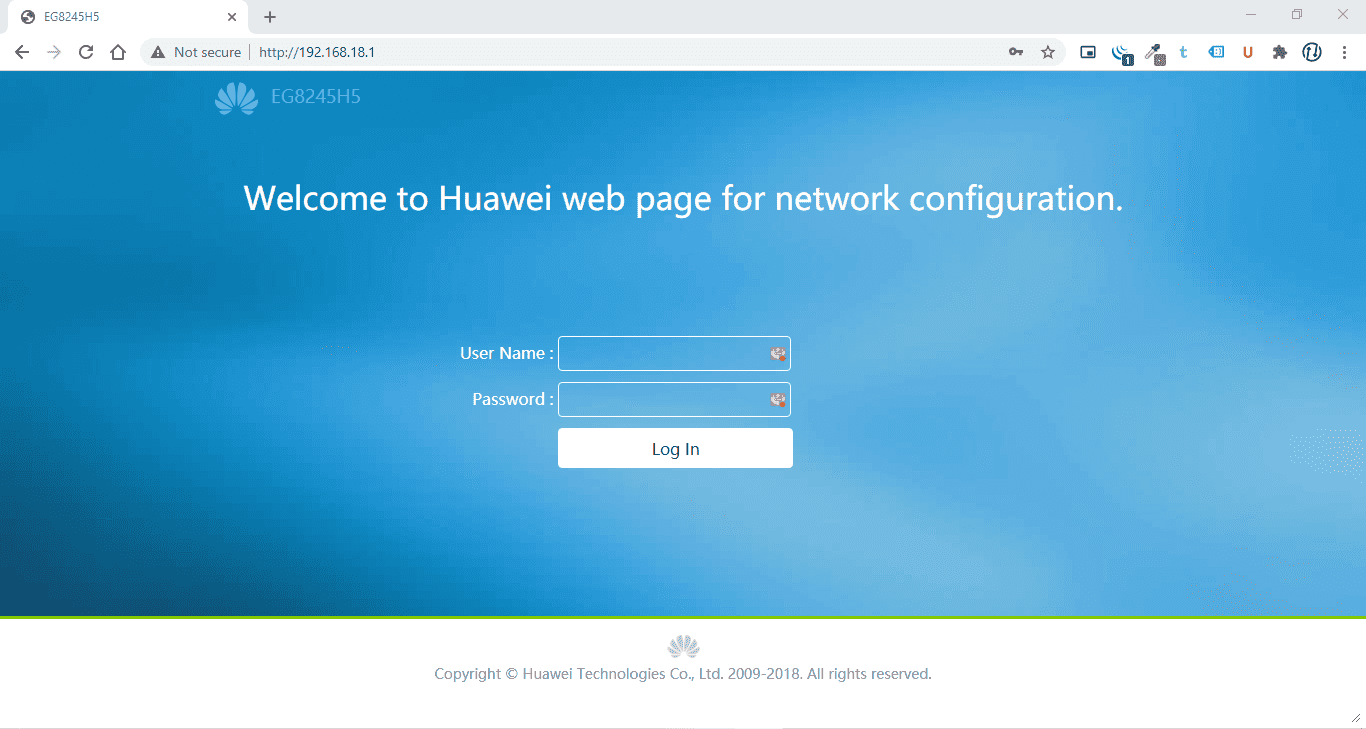 EG8245H5
Not secure http://192.168.18.1
1
t
U
EG8245H5
Welcome to Huawei web page for network configuration.
User Name :
Password :
Log In
Copyright © Huawei Technologies Co., Ltd. 2009-2018. All rights reserved.